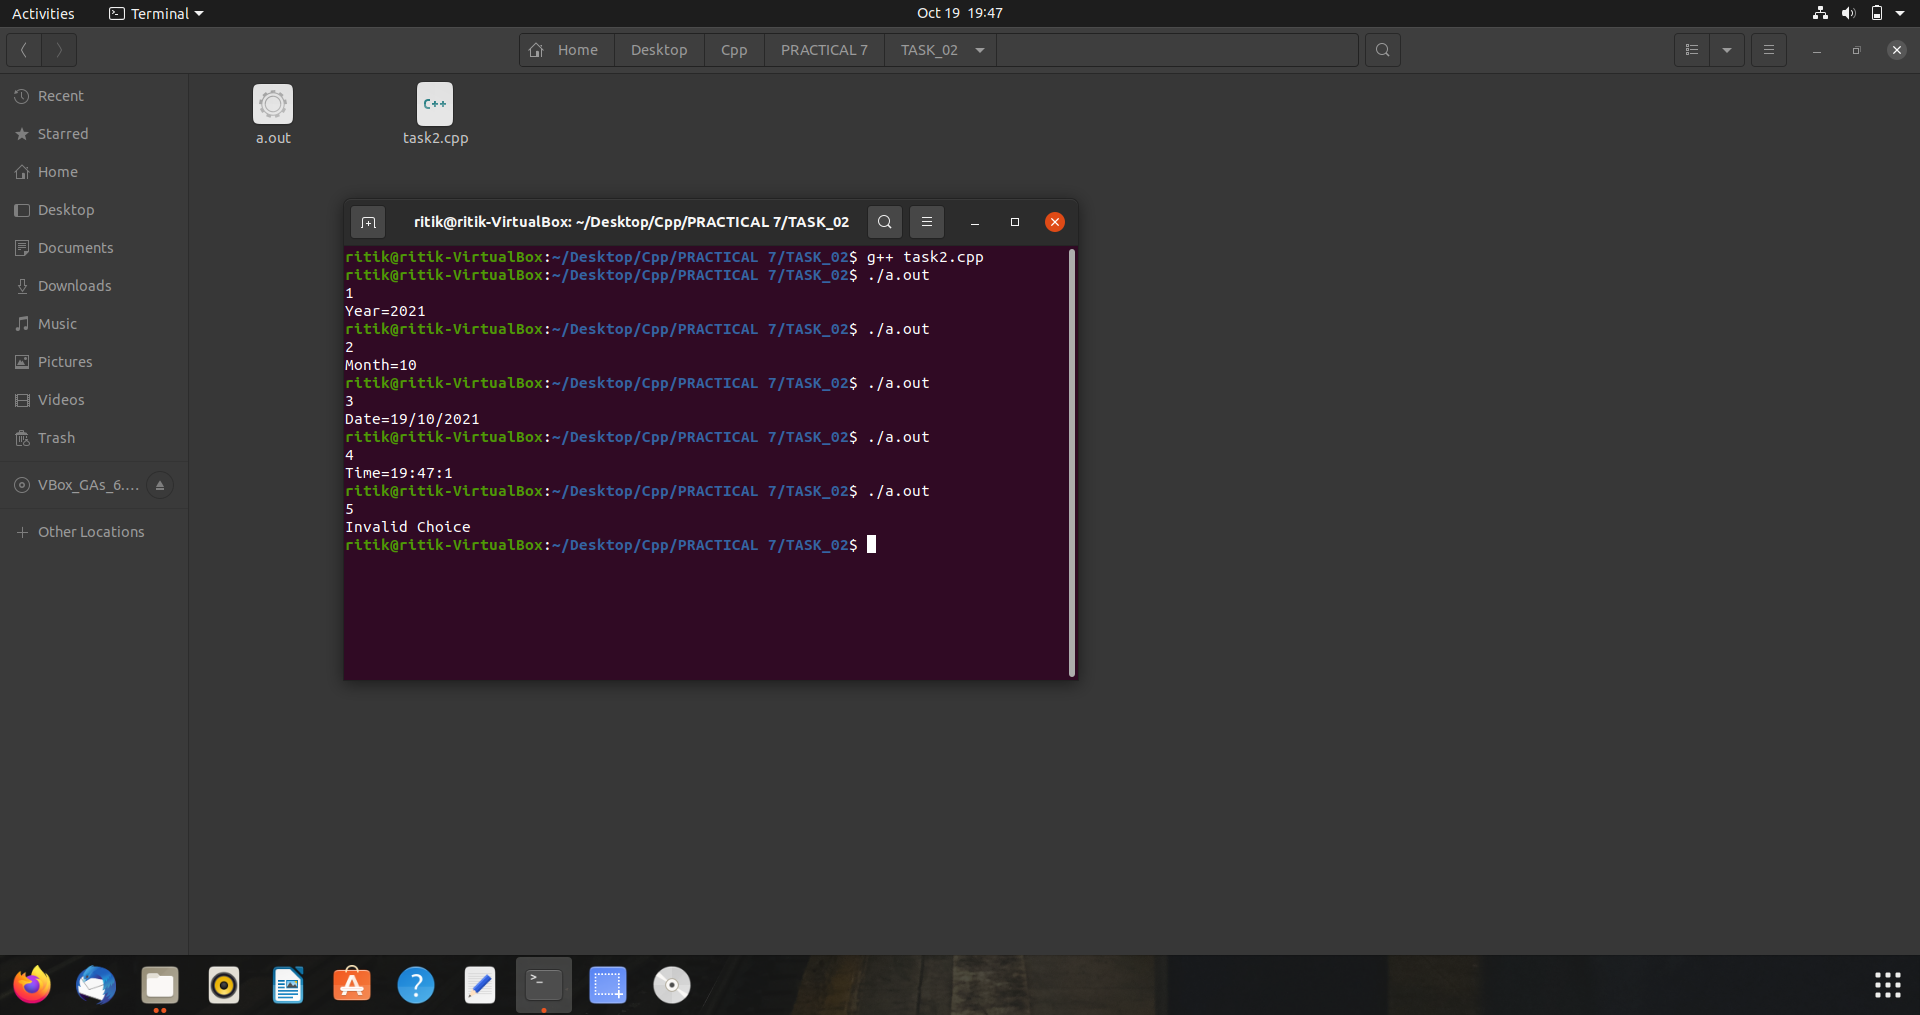 Activities
Terminal
Oct 19 19:47
Home
Desktop
Cpp
PRACTICAL 7
TASK_02
Recent
Starred
Home
Desktop
Documents
Downloads
Music
Pictures
Videos
Trash
VBox_GAs_6....
Other Locations
a.out
C++
task2.cpp
ritik@ritik-VirtualBox: ~/Desktop/Cpp/PRACTICAL 7/TASK_02
ritik@ritik-VirtualBox:~/Desktop/Cpp/PRACTICAL 7/TASK_02$ g++ task2.cpp
ritik@ritik-VirtualBox:~/Desktop/Cpp/PRACTICAL 7/TASK_02$ ./a.out
1
Year=2021
ritik@ritik-VirtualBox:~/Desktop/Cpp/PRACTICAL 7/TASK_02$ ./a.out
2
Month=10
ritik@ritik-VirtualBox:~/Desktop/Cpp/PRACTICAL 7/TASK_02$ ./a.out
3
Date=19/10/2021
ritik@ritik-VirtualBox:~/Desktop/Cpp/PRACTICAL 7/TASK_02$ ./a.out
4
Time=19:47:1
ritik@ritik-VirtualBox:~/Desktop/Cpp/PRACTICAL 7/TASK_02$ ./a.out
5
Invalid Choice
ritik@ritik-VirtualBox:~/Desktop/Cpp/PRACTICAL 7/TASK_02$